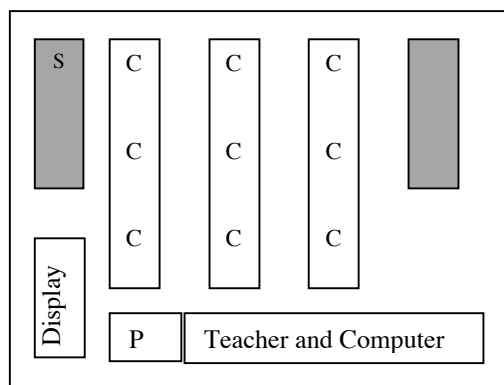 S C C C
C C C
C C C
Display
P Teacher and Computer